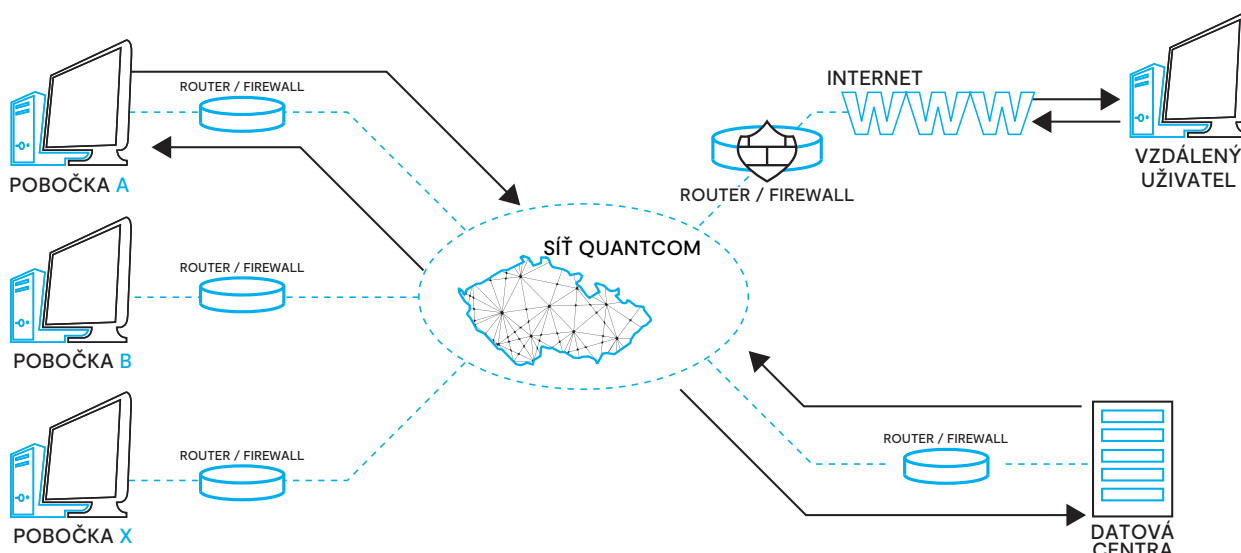 ROUTER / FIREWALL
POBOČKA A
ROUTER / FIREWALL
POBOČKA B
ROUTER / FIREWALL
POBOČKA X
SÍŤ QUANTCOM
INTERNET
WWW
ROUTER / FIREWALL
VZDÁLENÝ
UŽIVATEL
ROUTER / FIREWALL
DATOVÁ
CENTRA